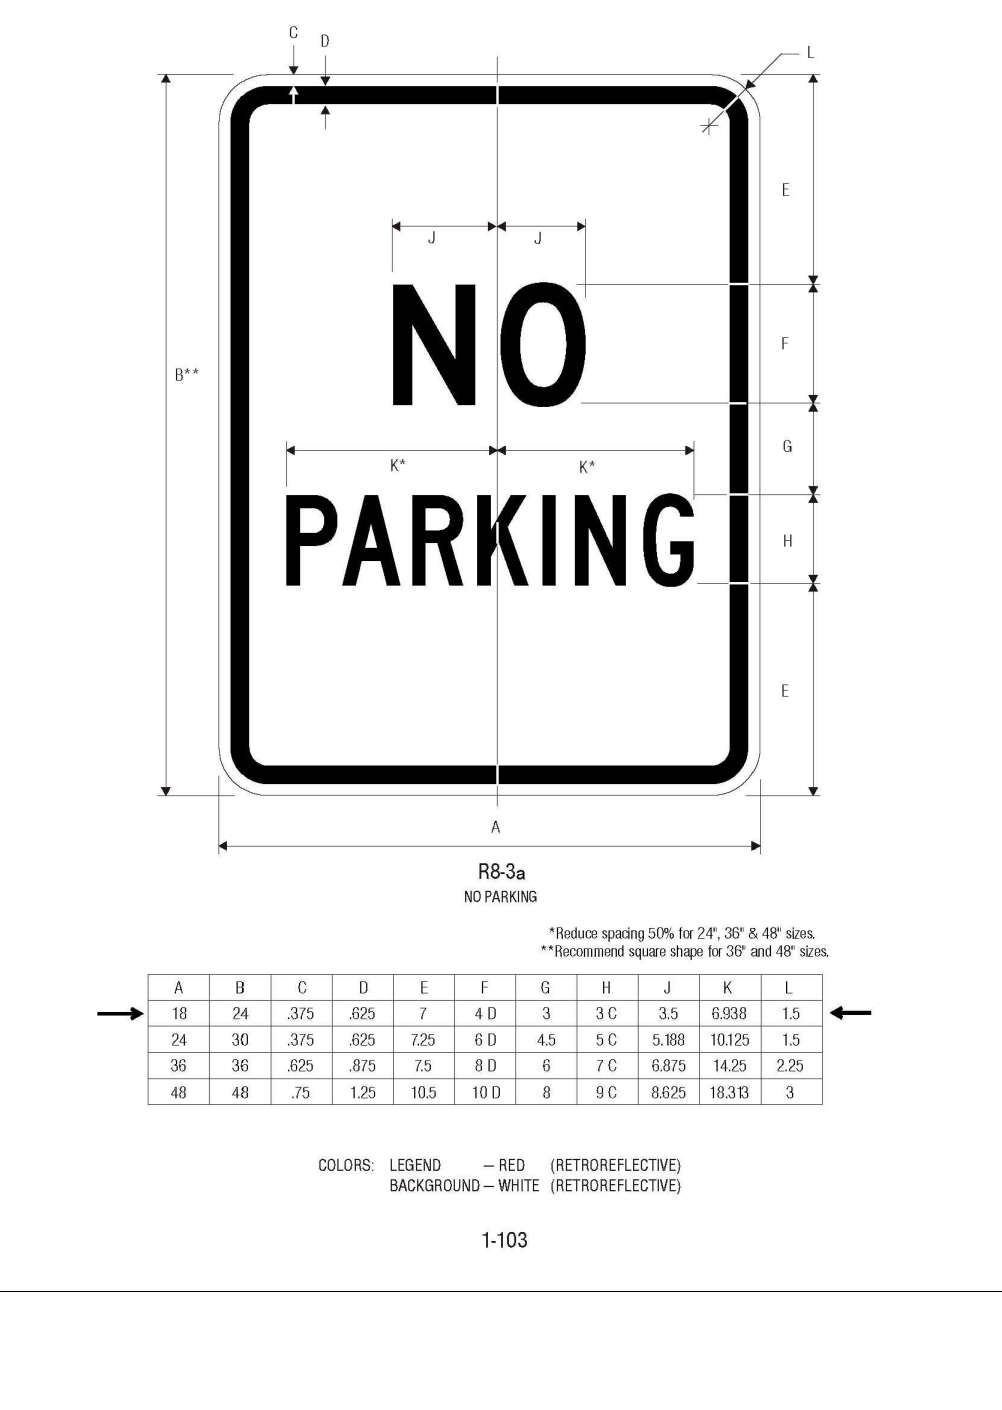 C
D
L
E
J J
NO
F
B**
G
K* K*
PARKING
H
E
A
R8-3a
NO PARKING
*Reduce spacing 50% for 24", 36" & 48" sizes.
**Recommend square shape for 36" and 48" sizes.
A B C D E F G H J K L
18 24 .375 .625 7 4 D 3 3 C 3.5 6.938 1.5
24 30 .375 .625 7.25 6 D 4.5 5 C 5.188 10.125 1.5
36 36 .625 .875 7.5 8 D 6 7 C 6.875 14.25 2.25
48 48 .75 1.25 10.5 10 D 8 9 C 8.625 18.313 3
COLORS: LEGEND — RED (RETROREFLECTIVE)
BACKGROUND — WHITE (RETROREFLECTIVE)
1-103